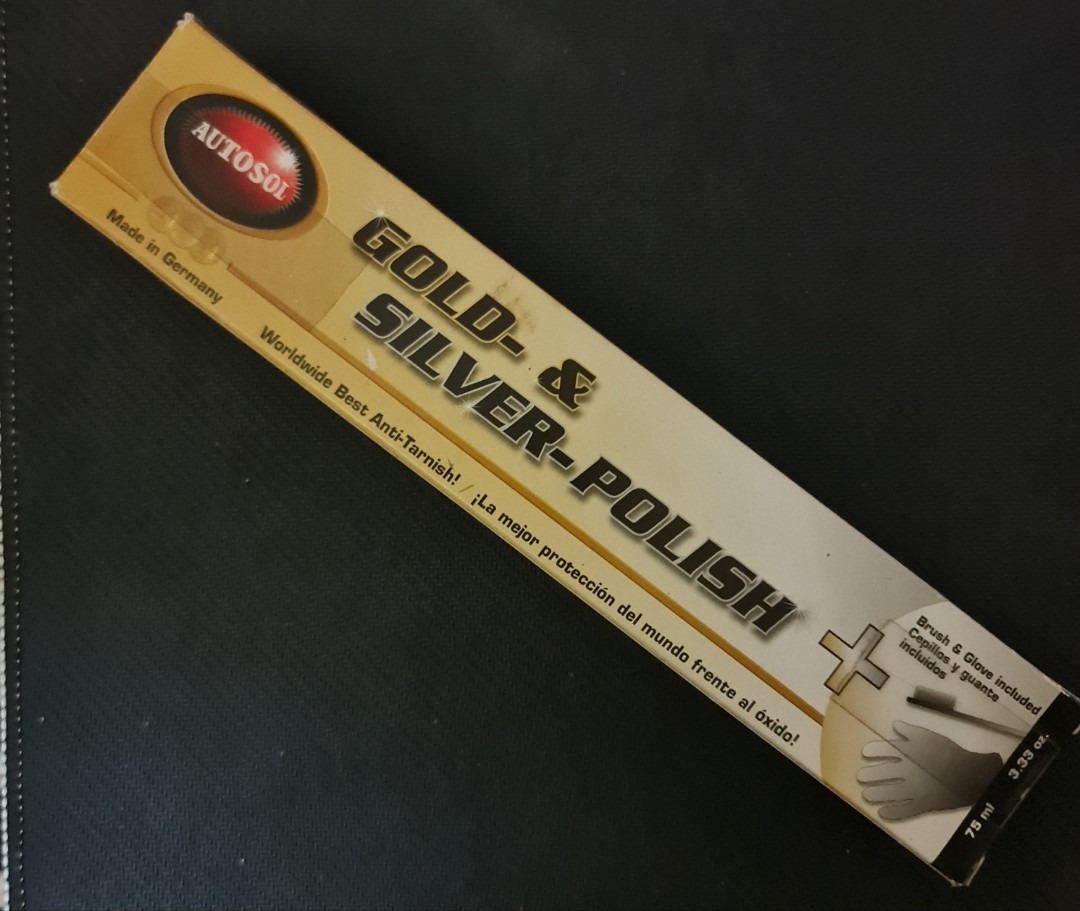 AUTOSOL
Made in Germany
GOLD- &
SILVER-POLISH
Worldwide Best Anti-Tarnish! / ¡La mejor protección del mundo frente al óxido!
Brush & Glove included
Cepillos y guante
incluidos
75 ml 3.33 oz.